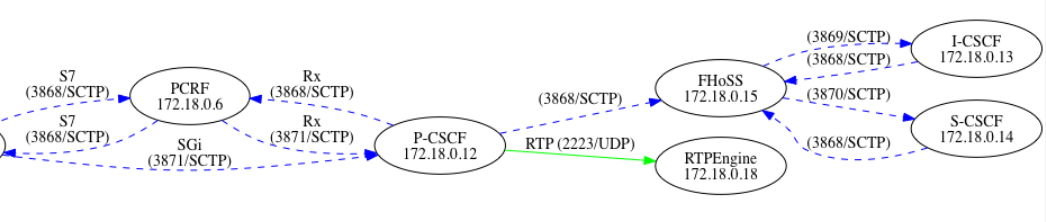 S7
(3868/SCTP)
S7
(3868/SCTP)
PCRF
172.18.0.6
SGi
(3871/SCTP)
Rx
(3868/SCTP)
Rx
(3871/SCTP)
P-CSCF
172.18.0.12
(3868/SCTP)
RTP (2223/UDP)
FHoSS
172.18.0.15
RTPEngine
172.18.0.18
(3869/SCTP)
(3868/SCTP)
(3870/SCTP)
(3868/SCTP)
I-CSCF
172.18.0.13
S-CSCF
172.18.0.14